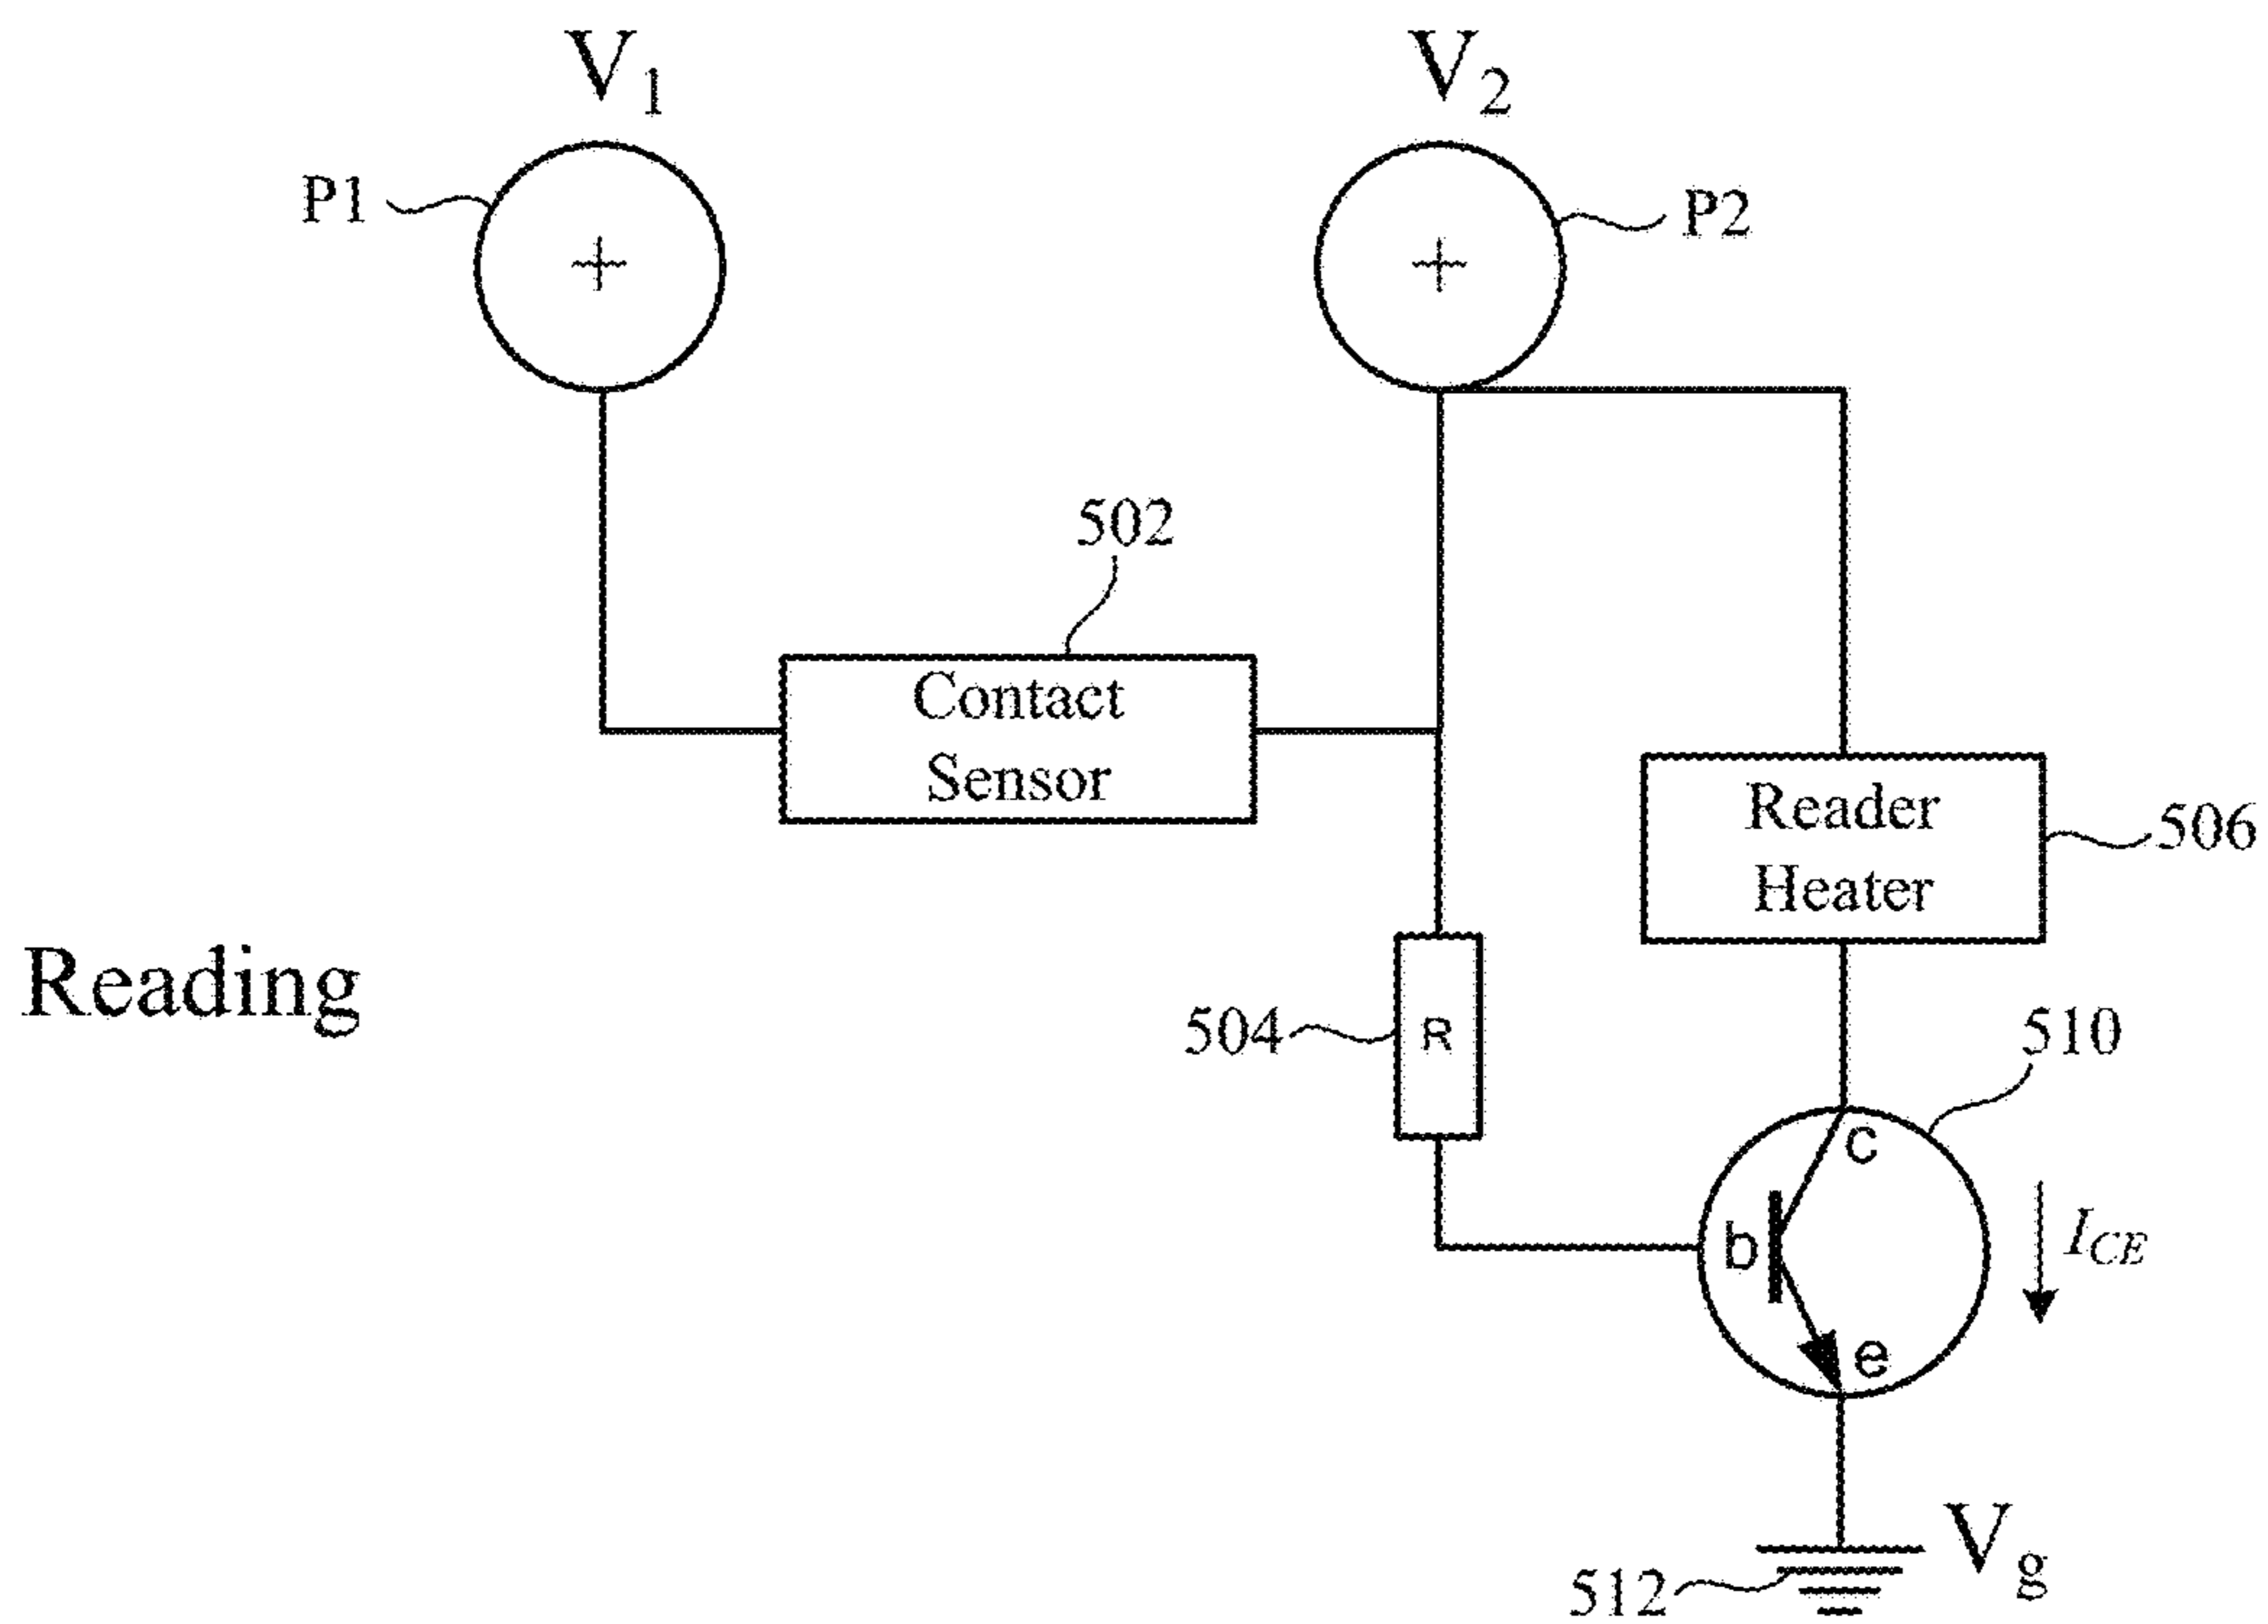 V1
V2
P1
P2
502
Contact
Sensor
Reader
Heater
506
Reading
504
R
510
c
b
ICE
e
Vg
512